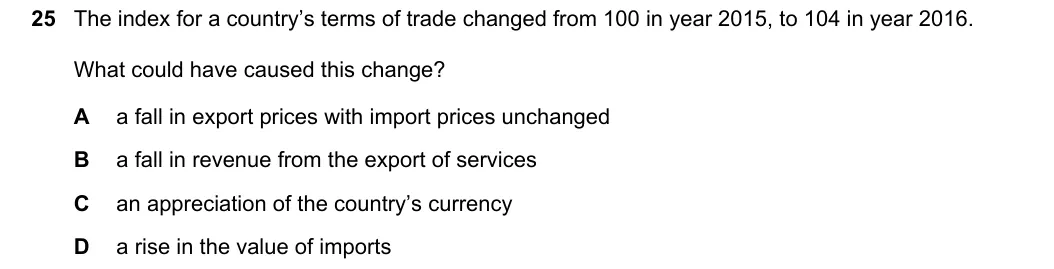 25 The index for a country’s terms of trade changed from 100 in year 2015, to 104 in year 2016.
What could have caused this change?
A a fall in export prices with import prices unchanged
B a fall in revenue from the export of services
C an appreciation of the country’s currency
D a rise in the value of imports